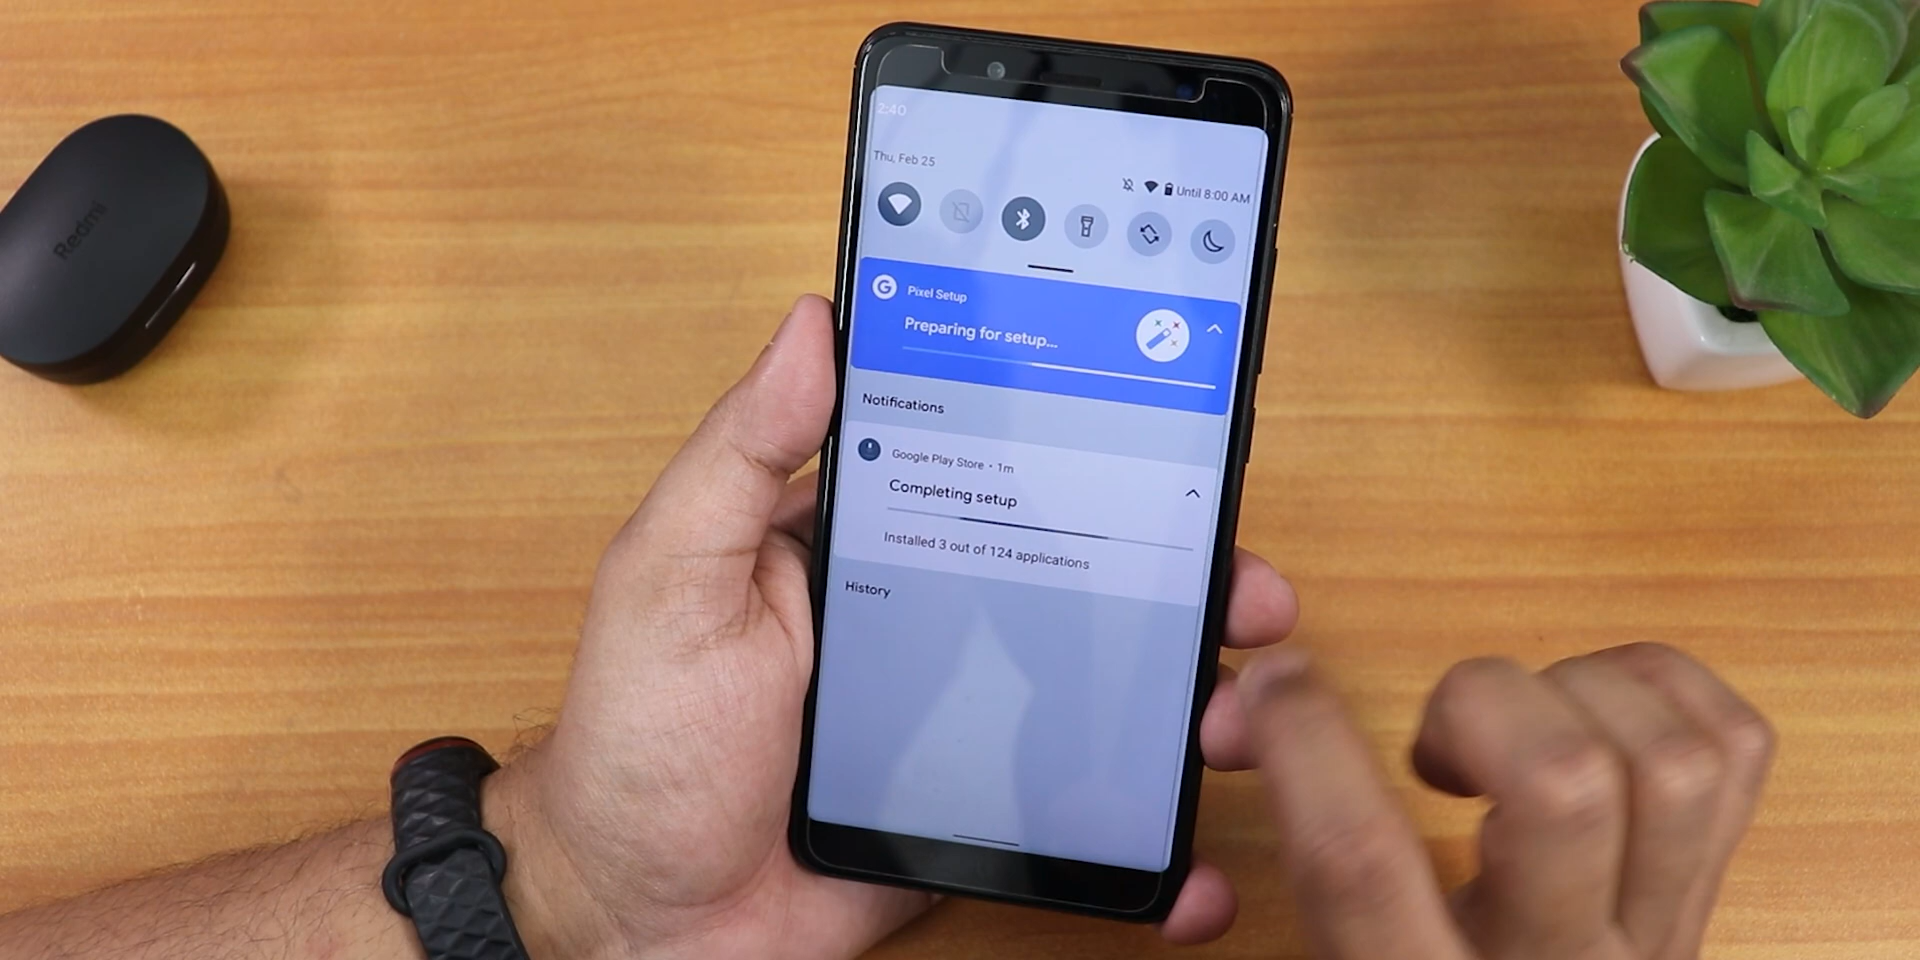 Redmi
2:40
Thu, Feb 25
Until 8:00 AM
Pixel Setup
Preparing for setup...
Notifications
Google Play Store • 1m
Completing setup
Installed 3 out of 124 applications
History